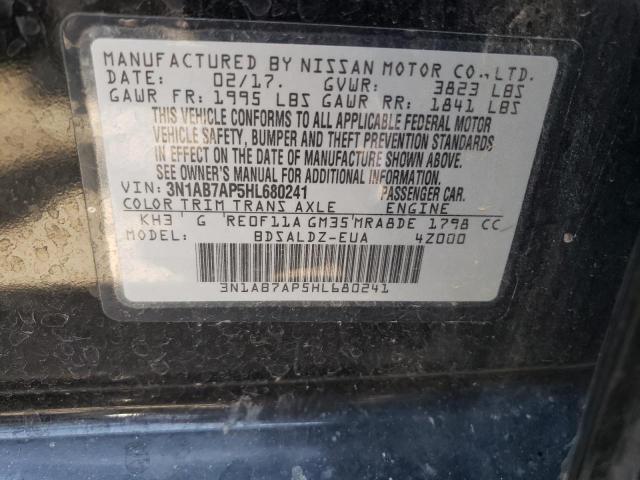 MANUFACTURED BY NISSAN MOTOR CO.,LTD.
DATE: 02/17. GVWR: 3823 LBS
GAWR FR: 1995 LBS GAWR RR: 1841 LBS
THIS VEHICLE CONFORMS TO ALL APPLICABLE FEDERAL MOTOR
VEHICLE SAFETY, BUMPER AND THEFT PREVENTION STANDARDS
IN EFFECT ON THE DATE OF MANUFACTURE SHOWN ABOVE.
SEE OWNER'S MANUAL FOR ADDITIONAL INFORMATION.
VIN: 3N1AB7AP5HL680241 PASSENGER CAR.
COLOR TRIM TRANS AXLE ENGINE
KH3 G RE0F11A GM35 MRA8DE 1798 CC
MODEL: BDSALDZ-EUA 4Z000
3N1AB7AP5HL680241